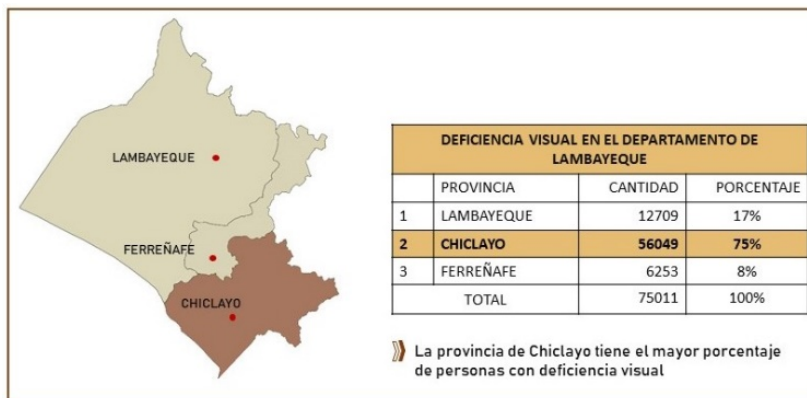 LAMBAYEQUE
FERREÑAFE
CHICLAYO
DEFICIENCIA VISUAL EN EL DEPARTAMENTO DE
LAMBAYEQUE
PROVINCIA CANTIDAD PORCENTAJE
1 LAMBAYEQUE 12709 17%
2 CHICLAYO 56049 75%
3 FERREÑAFE 6253 8%
TOTAL 75011 100%
La provincia de Chiclayo tiene el mayor porcentaje
de personas con deficiencia visual